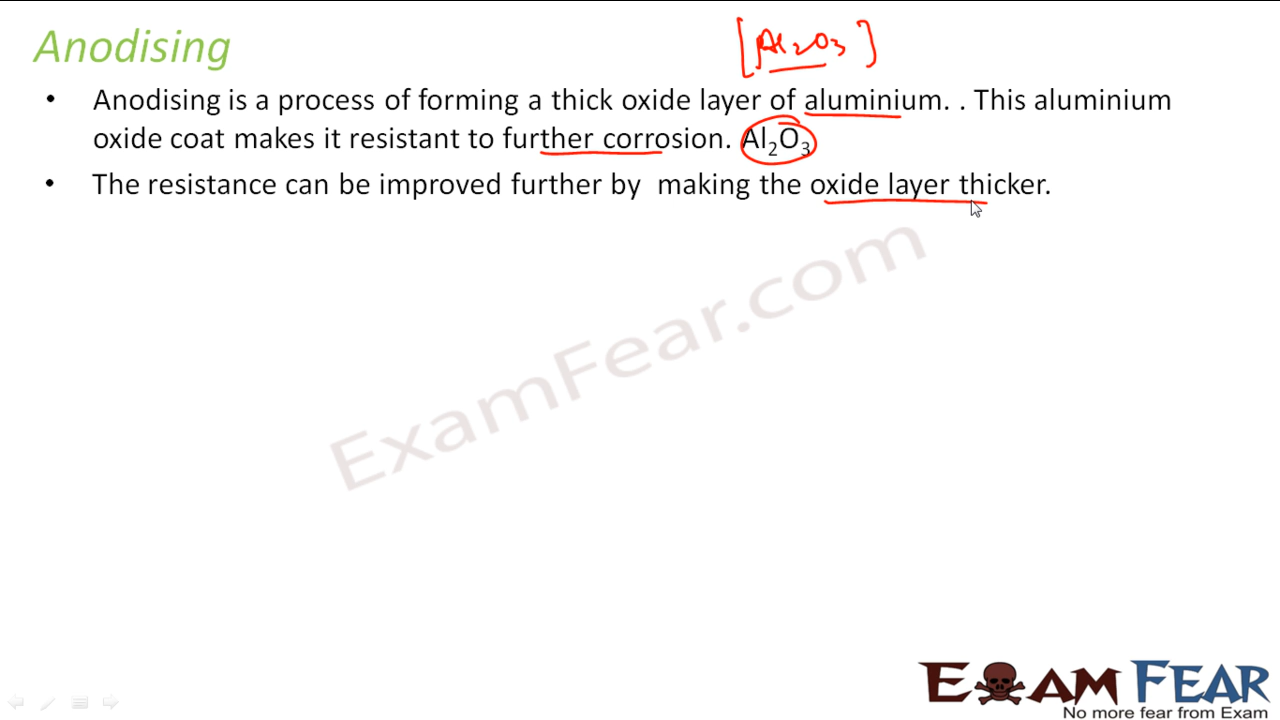 Anodising
[Al₂O₃]
• Anodising is a process of forming a thick oxide layer of aluminium. . This aluminium
oxide coat makes it resistant to further corrosion. Al₂O₃
• The resistance can be improved further by making the oxide layer thicker.
ExamFear.com
EXAM FEAR
No more fear from Exam